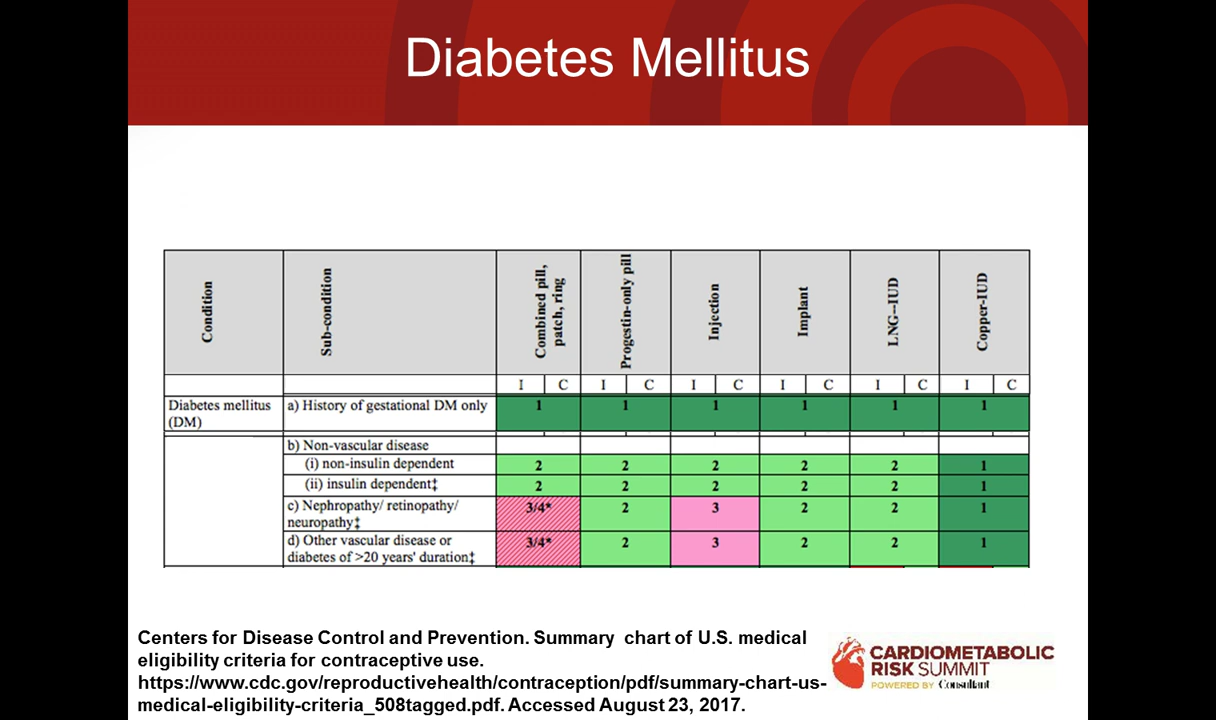 Diabetes Mellitus
Condition
Sub-condition
Combined pill,
patch, ring
Progestin-only pill
Injection
Implant
LNG–IUD
Copper-IUD
I C I C I C I C I C I C
Diabetes mellitus
(DM)
a) History of gestational DM only 1 1 1 1 1 1
b) Non-vascular disease
(i) non-insulin dependent 2 2 2 2 2 1
(ii) insulin dependent‡ 2 2 2 2 2 1
c) Nephropathy/ retinopathy/
neuropathy‡ 3/4* 2 3 2 2 1
d) Other vascular disease or
diabetes of >20 years' duration‡ 3/4* 2 3 2 2 1
Centers for Disease Control and Prevention. Summary chart of U.S. medical
eligibility criteria for contraceptive use.
https://www.cdc.gov/reproductivehealth/contraception/pdf/summary-chart-us-
medical-eligibility-criteria_508tagged.pdf. Accessed August 23, 2017.
CARDIOMETABOLIC
RISK SUMMIT
POWERED BY Consultant